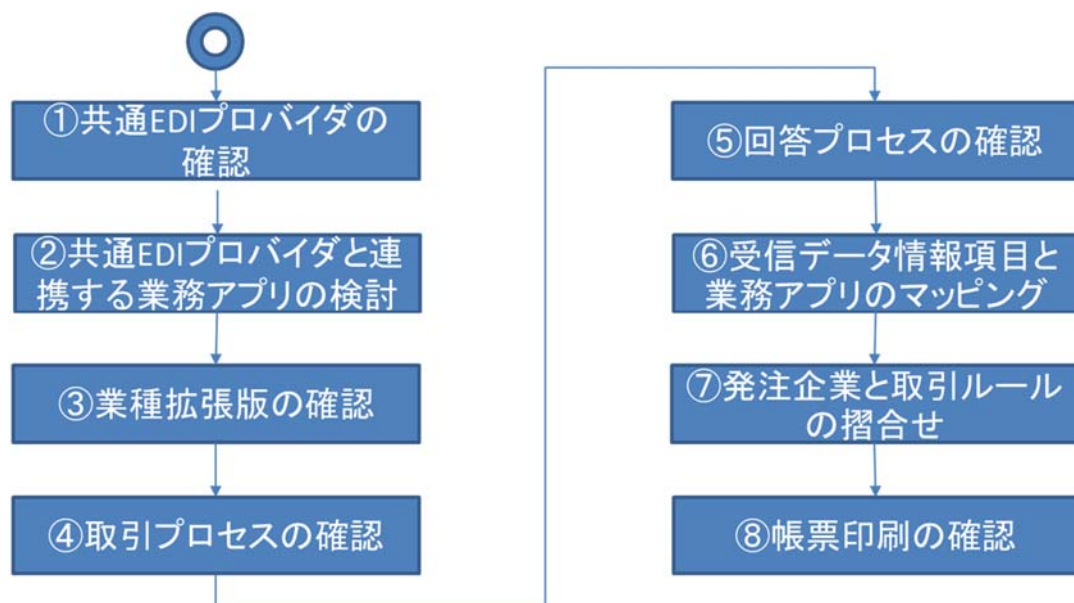 ①共通EDIプロバイダの
確認
②共通EDIプロバイダと連
携する業務アプリの検討
③業種拡張版の確認
④取引プロセスの確認
⑤回答プロセスの確認
⑥受信データ情報項目と
業務アプリのマッピング
⑦発注企業と取引ルール
の摺合せ
⑧帳票印刷の確認